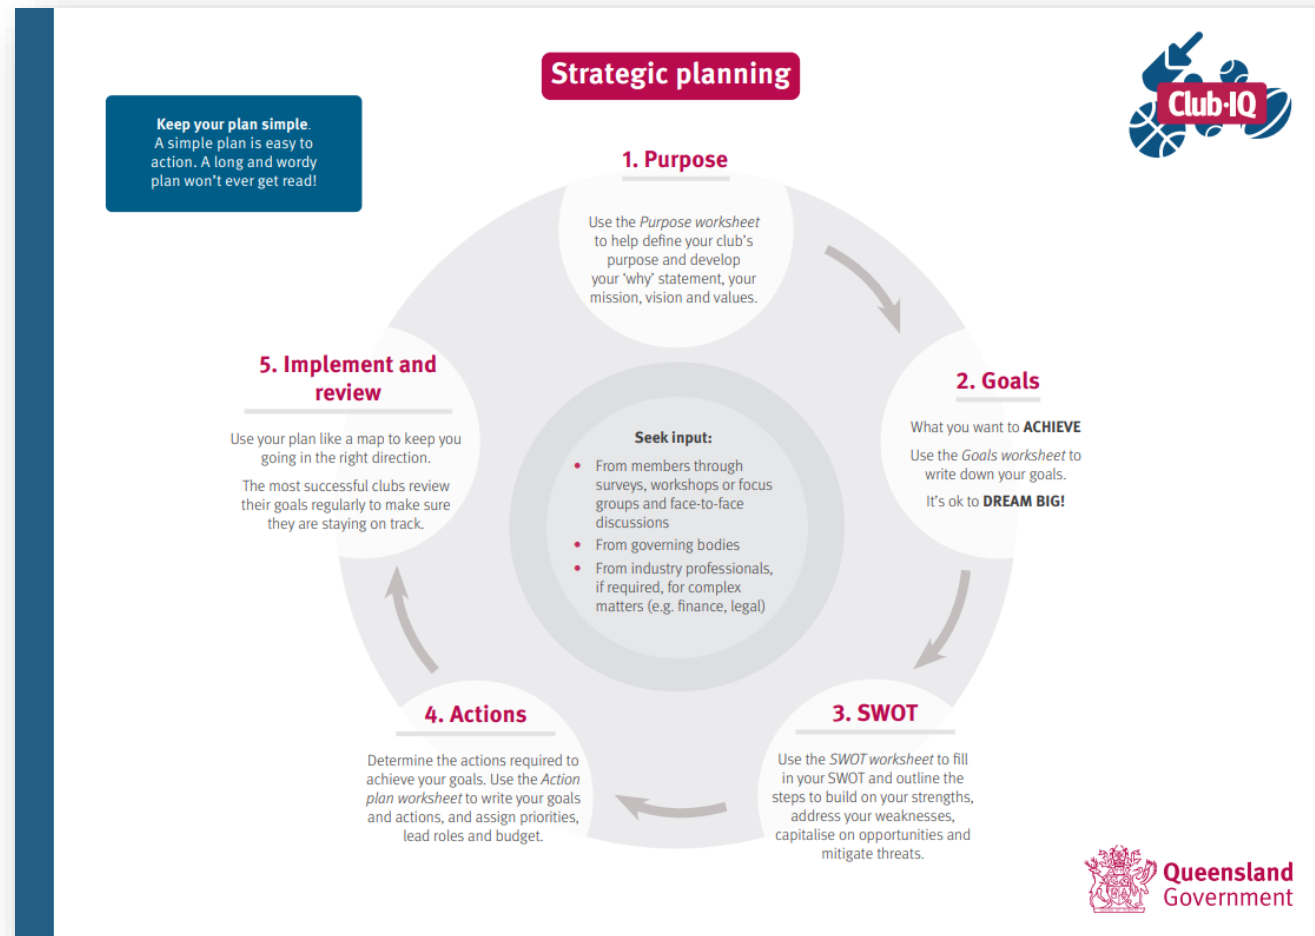 Strategic planning
Club·IQ
Keep your plan simple.
A simple plan is easy to
action. A long and wordy
plan won't ever get read!
1. Purpose
Use the Purpose worksheet
to help define your club's
purpose and develop
your 'why' statement, your
mission, vision and values.
2. Goals
What you want to ACHIEVE
Use the Goals worksheet to
write down your goals.
It's ok to DREAM BIG!
3. SWOT
Use the SWOT worksheet to fill
in your SWOT and outline the
steps to build on your strengths,
address your weaknesses,
capitalise on opportunities and
mitigate threats.
4. Actions
Determine the actions required to
achieve your goals. Use the Action
plan worksheet to write your goals
and actions, and assign priorities,
lead roles and budget.
5. Implement and
review
Use your plan like a map to keep you
going in the right direction.
The most successful clubs review
their goals regularly to make sure
they are staying on track.
Seek input:
• From members through
surveys, workshops or focus
groups and face-to-face
discussions
• From governing bodies
• From industry professionals,
if required, for complex
matters (e.g. finance, legal)
Queensland
Government